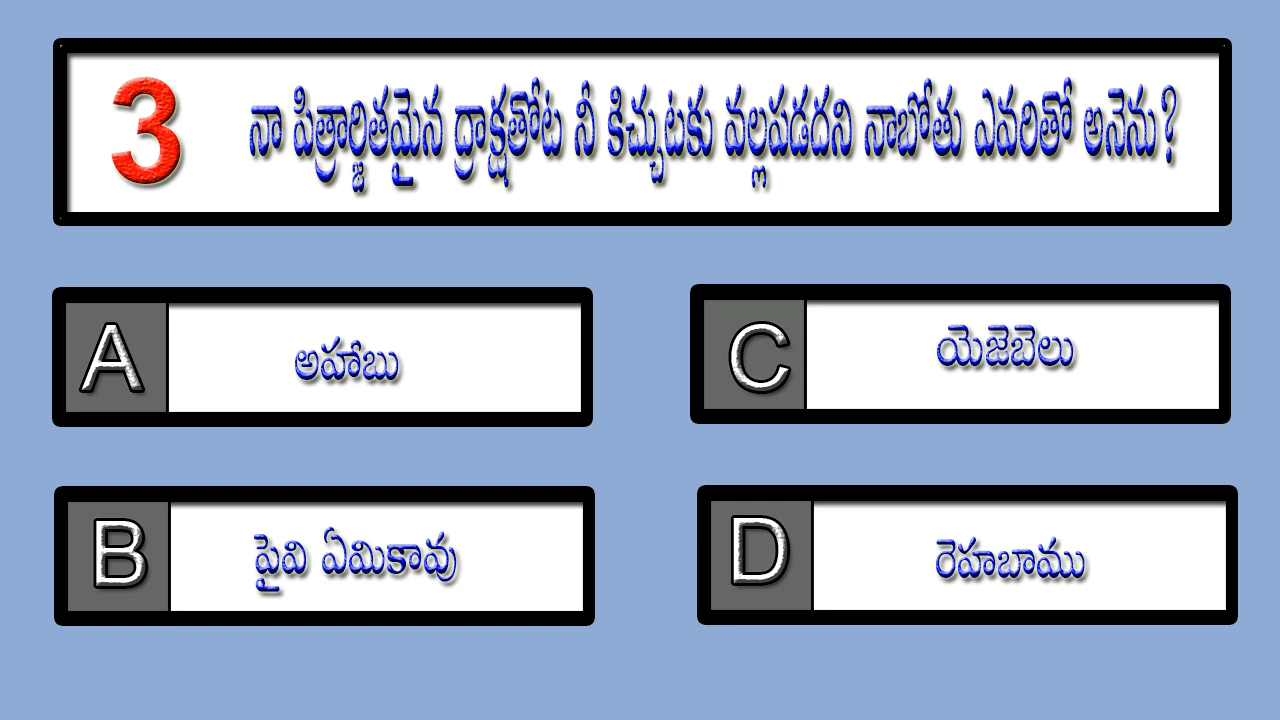 3 నా పిత్రార్జితమైన ద్రాక్షతోట నీ కిచ్చుటకు వల్లపడదని నాబోతు ఎవరితో అనెను?
A అహాబు
C యెజెబెలు
B పైవి ఏమికావు
D రెహబాము